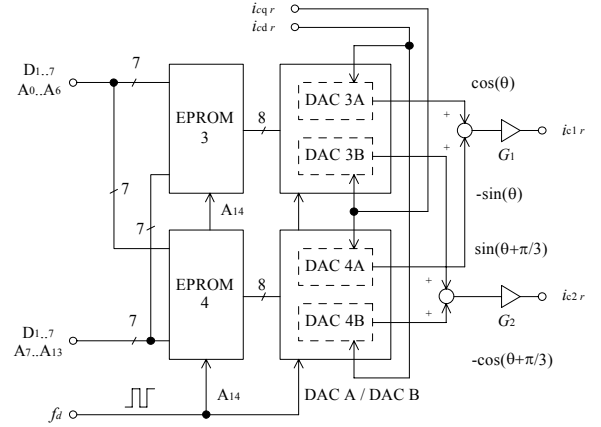 icq r
icd r
D1..7
A0..A6
7
EPROM
3
8
DAC 3A
DAC 3B
cos(θ)
+
+
G1
ic1 r
-sin(θ)
7
7
A14
sin(θ+π/3)
EPROM
4
8
DAC 4A
DAC 4B
+
+
G2
ic2 r
-cos(θ+π/3)
D1..7
A7..A13
7
A14
DAC A / DAC B
fd